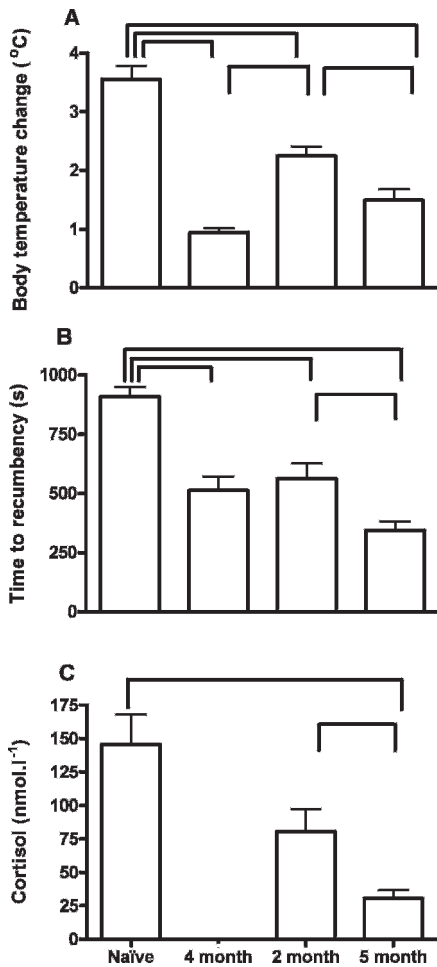 A
Body temperature change (°C)
4
3
2
1
0
B
Time to recumbency (s)
1000
750
500
250
0
C
Cortisol (nmol.l-1)
175
150
125
100
75
50
25
0
Naïve 4 month 2 month 5 month